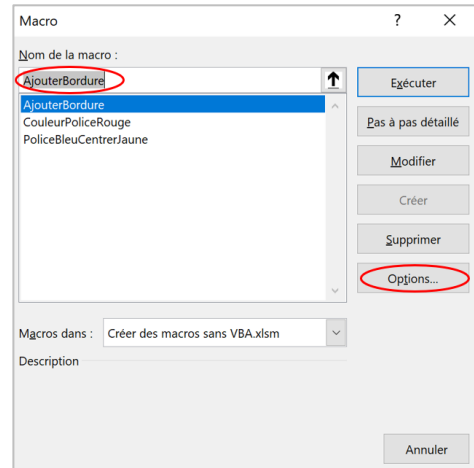 Macro ? ×
Nom de la macro :
AjouterBordure
Exécuter
AjouterBordure
CouleurPoliceRouge
PoliceBleuCentrerJaune
Pas à pas détaillé
Modifier
Créer
Supprimer
Options...
Macros dans : Créer des macros sans VBA.xlsm
Description
Annuler